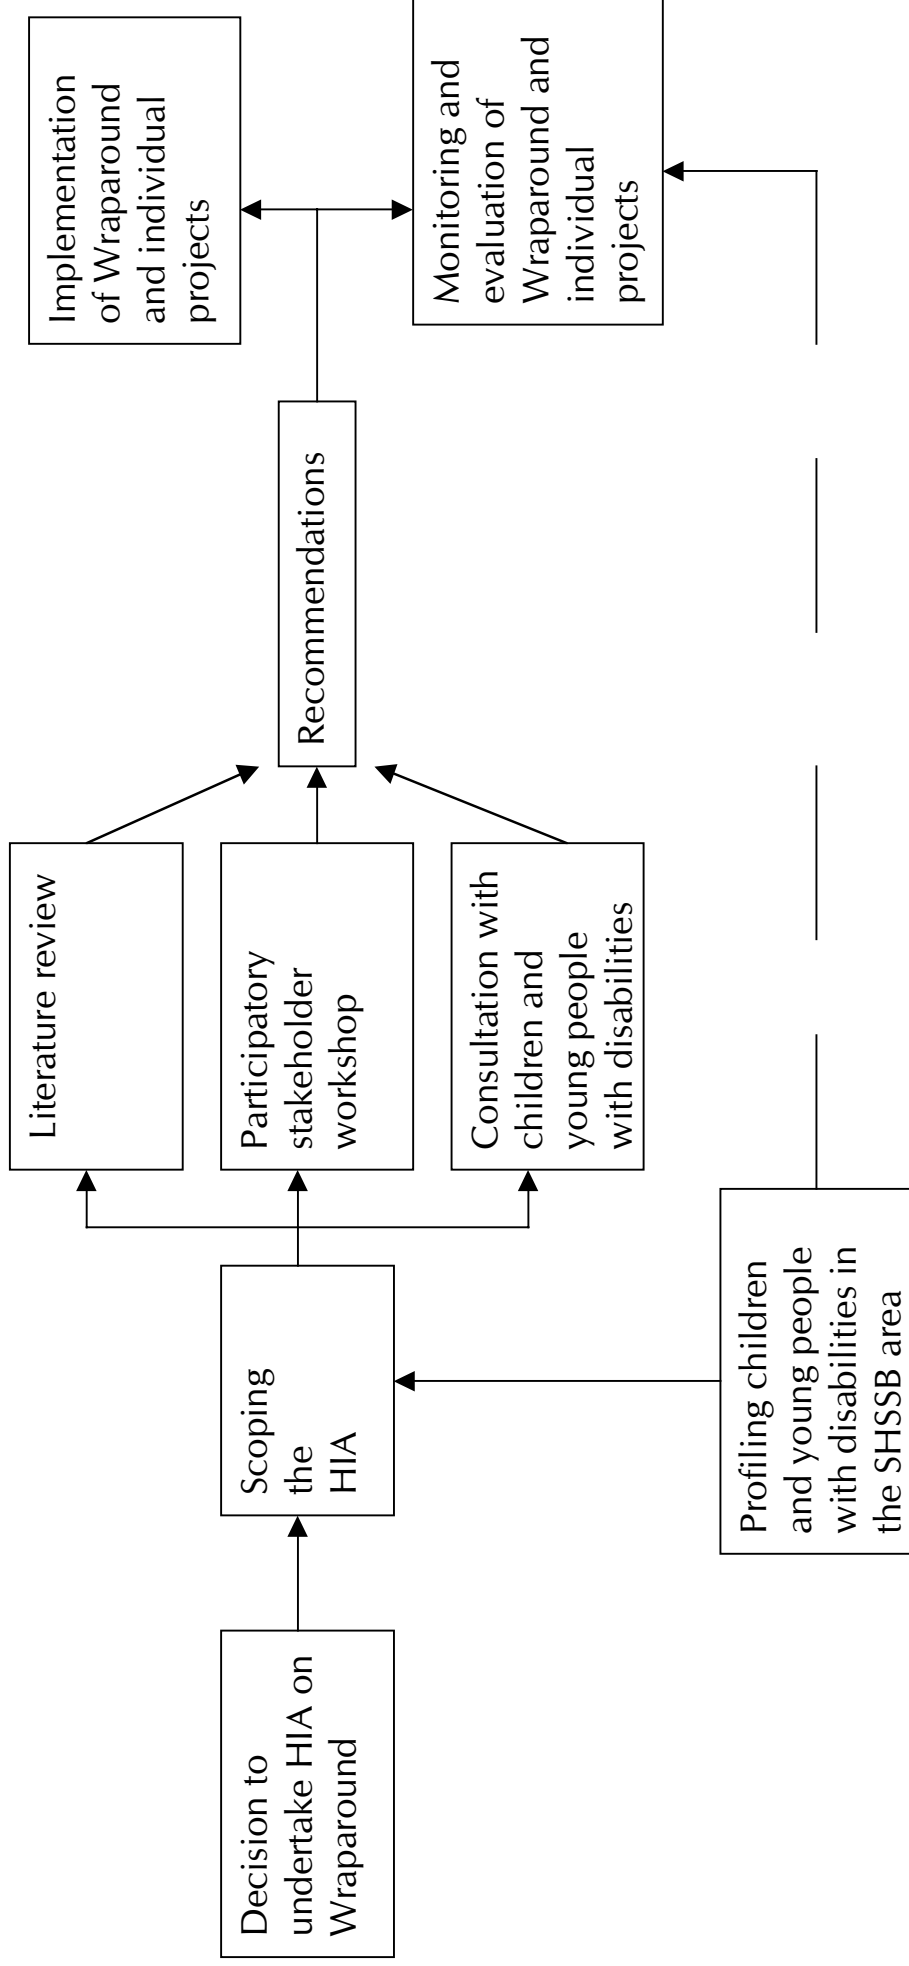 Decision to
undertake HIA on
Wraparound
Scoping
the
HIA
Profiling children
and young people
with disabilities in
the SHSSB area
Literature review
Participatory
stakeholder
workshop
Consultation with
children and
young people
with disabilities
Recommendations
Implementation
of Wraparound
and individual
projects
Monitoring and
evaluation of
Wraparound and
individual
projects